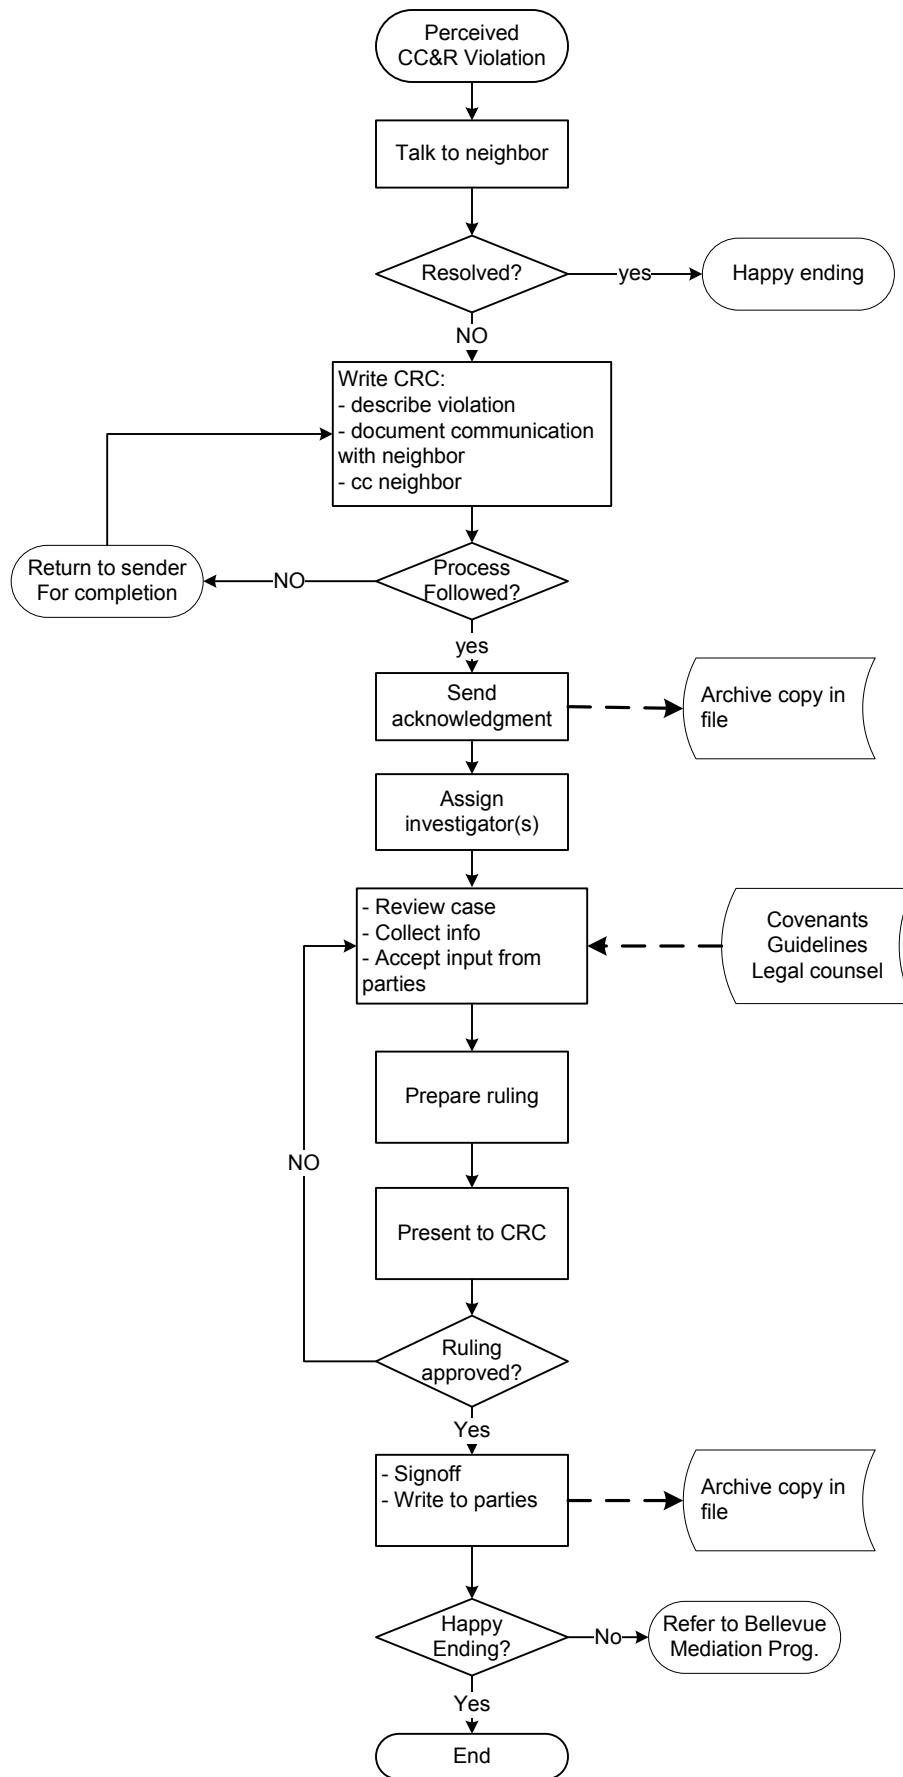 Perceived
CC&R Violation
Talk to neighbor
Resolved?
yes
Happy ending
NO
Write CRC:
- describe violation
- document communication
with neighbor
- cc neighbor
Return to sender
For completion
NO
Process
Followed?
yes
Send
acknowledgment
Archive copy in
file
Assign
investigator(s)
- Review case
- Collect info
- Accept input from
parties
Covenants
Guidelines
Legal counsel
Prepare ruling
NO
Present to CRC
Ruling
approved?
Yes
- Signoff
- Write to parties
Archive copy in
file
Happy
Ending?
No
Refer to Bellevue
Mediation Prog.
Yes
End